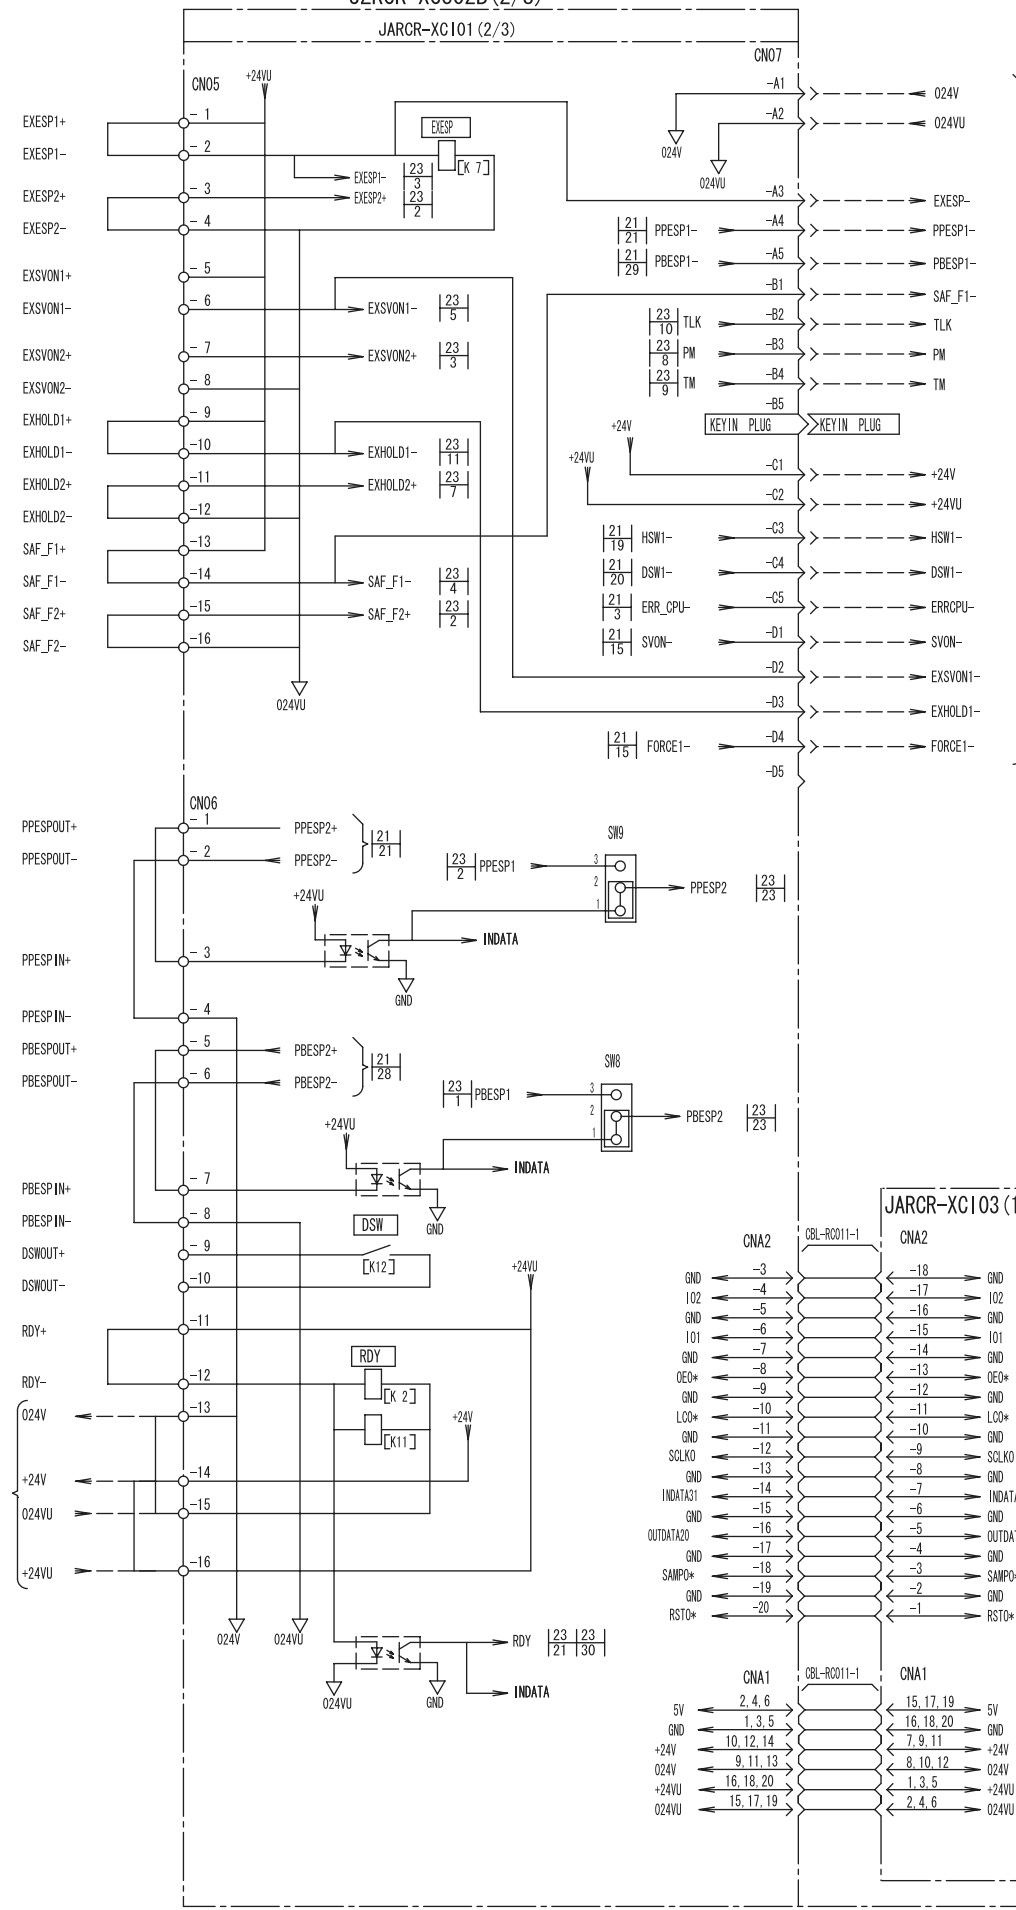 JARCR-XCI01(2/3)
CN05
+24VU
EXESP1+
- 1
EXESP1-
- 2
EXESP
[K 7]
EXESP1-
23
3
EXESP2+
- 3
EXESP2+
23
2
EXESP2-
- 4
EXSVON1+
- 5
EXSVON1-
- 6
EXSVON1-
23
5
EXSVON2+
- 7
EXSVON2+
23
3
EXSVON2-
- 8
EXHOLD1+
- 9
EXHOLD1-
-10
EXHOLD1-
23
11
EXHOLD2+
-11
EXHOLD2+
23
7
EXHOLD2-
-12
SAF_F1+
-13
SAF_F1-
-14
SAF_F1-
23
4
SAF_F2+
-15
SAF_F2+
23
2
SAF_F2-
-16
024VU
CN07
-A1
024V
-A2
024VU
024V
024VU
-A3
EXESP-
21
21
PPESP1-
-A4
PPESP1-
21
29
PBESP1-
-A5
PBESP1-
-B1
SAF_F1-
23
10
TLK
-B2
TLK
23
8
PM
-B3
PM
23
9
TM
-B4
TM
-B5
KEYIN PLUG
KEYIN PLUG
+24V
-C1
+24V
+24VU
-C2
+24VU
21
19
HSW1-
-C3
HSW1-
21
20
DSW1-
-C4
DSW1-
21
3
ERR_CPU-
-C5
ERRCPU-
21
15
SVON-
-D1
SVON-
-D2
EXSVON1-
-D3
EXHOLD1-
21
15
FORCE1-
-D4
FORCE1-
-D5
CN06
PPESPOUT+
- 1
PPESP2+
PPESPOUT-
- 2
PPESP2-
21
21
SW9
23
2
PPESP1
3
2
1
PPESP2
23
23
+24VU
INDATA
GND
PPESPIN+
- 3
PPESPIN-
- 4
PBESPOUT+
- 5
PBESP2+
PBESPOUT-
- 6
PBESP2-
21
28
SW8
23
1
PBESP1
3
2
1
PBESP2
23
23
+24VU
INDATA
GND
PBESPIN+
- 7
PBESPIN-
- 8
DSW
DSWOUT+
- 9
[K12]
DSWOUT-
-10
+24VU
RDY+
-11
RDY
RDY-
-12
[K 2]
024V
-13
[K11]
+24V
+24V
-14
024VU
-15
+24VU
-16
024V
024VU
RDY
23
21
23
30
INDATA
024VU
GND
JARCR-XCI03(1
CNA2
CBL-RC011-1
CNA2
GND -3 -18 GND
IO2 -4 -17 IO2
GND -5 -16 GND
IO1 -6 -15 IO1
GND -7 -14 GND
OEO* -8 -13 OEO*
GND -9 -12 GND
LCO* -10 -11 LCO*
GND -11 -10 GND
SCLKO -12 -9 SCLKO
GND -13 -8 GND
INDATA31 -14 -7 INDATA
GND -15 -6 GND
OUTDATA20 -16 -5 OUTDAT
GND -17 -4 GND
SAMPO* -18 -3 SAMPO*
GND -19 -2 GND
RSTO* -20 -1 RSTO*
CNA1
CBL-RC011-1
CNA1
5V 2, 4, 6 15, 17, 19 5V
GND 1, 3, 5 16, 18, 20 GND
+24V 10, 12, 14 7, 9, 11 +24V
024V 9, 11, 13 8, 10, 12 024V
+24VU 16, 18, 20 1, 3, 5 +24VU
024VU 15, 17, 19 2, 4, 6 024VU